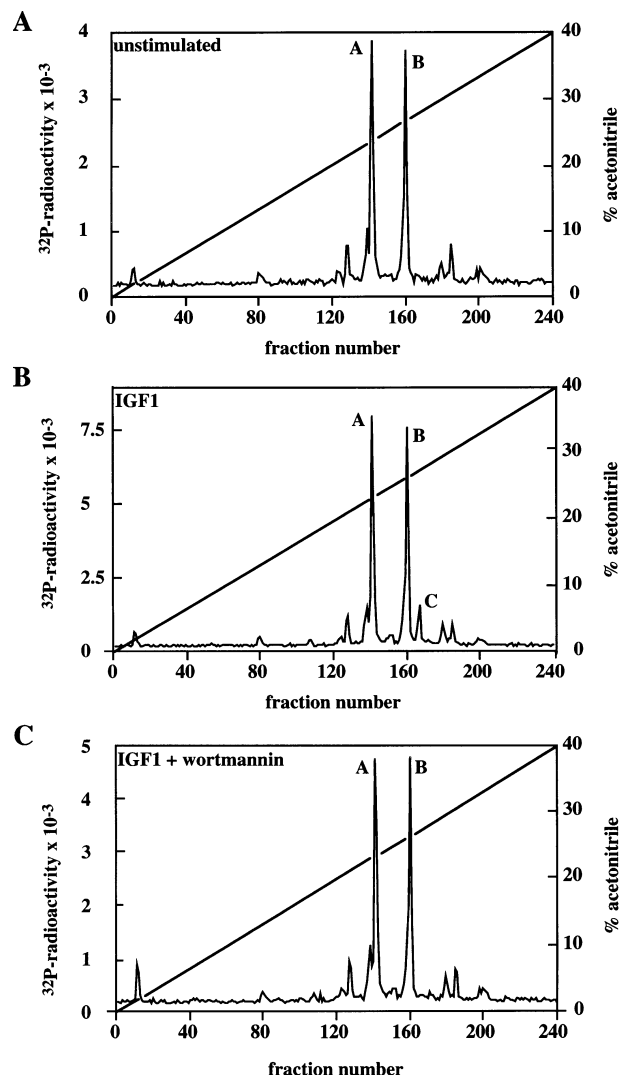 A
unstimulated
A
B
4
3
2
1
0
40
30
20
10
0
32P-radioactivity x 10-3
% acetonitrile
0 40 80 120 160 200 240
fraction number
B
IGF1
A
B
C
7.5
5
2.5
0
40
30
20
10
0
32P-radioactivity x 10-3
% acetonitrile
0 40 80 120 160 200 240
fraction number
C
IGF1 + wortmannin
A
B
5
4
3
2
1
0
40
30
20
10
0
32P-radioactivity x 10-3
% acetonitrile
0 40 80 120 160 200 240
fraction number